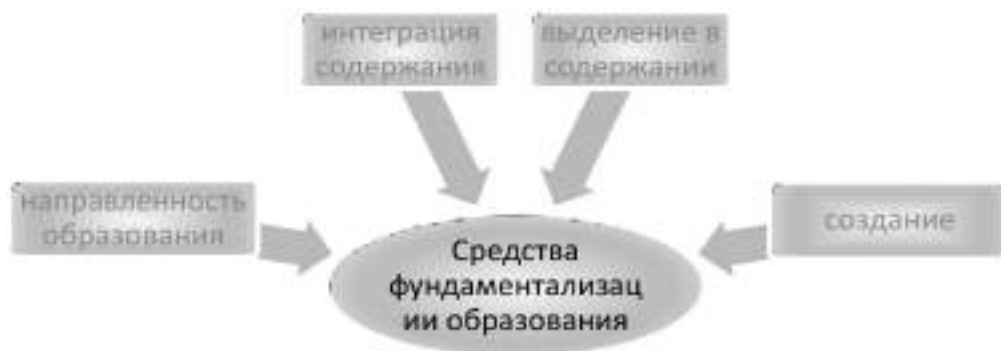 интеграция
содержания
выделение в
содержании
направленность
образования
создание
Средства
фундаментализац
ии образования